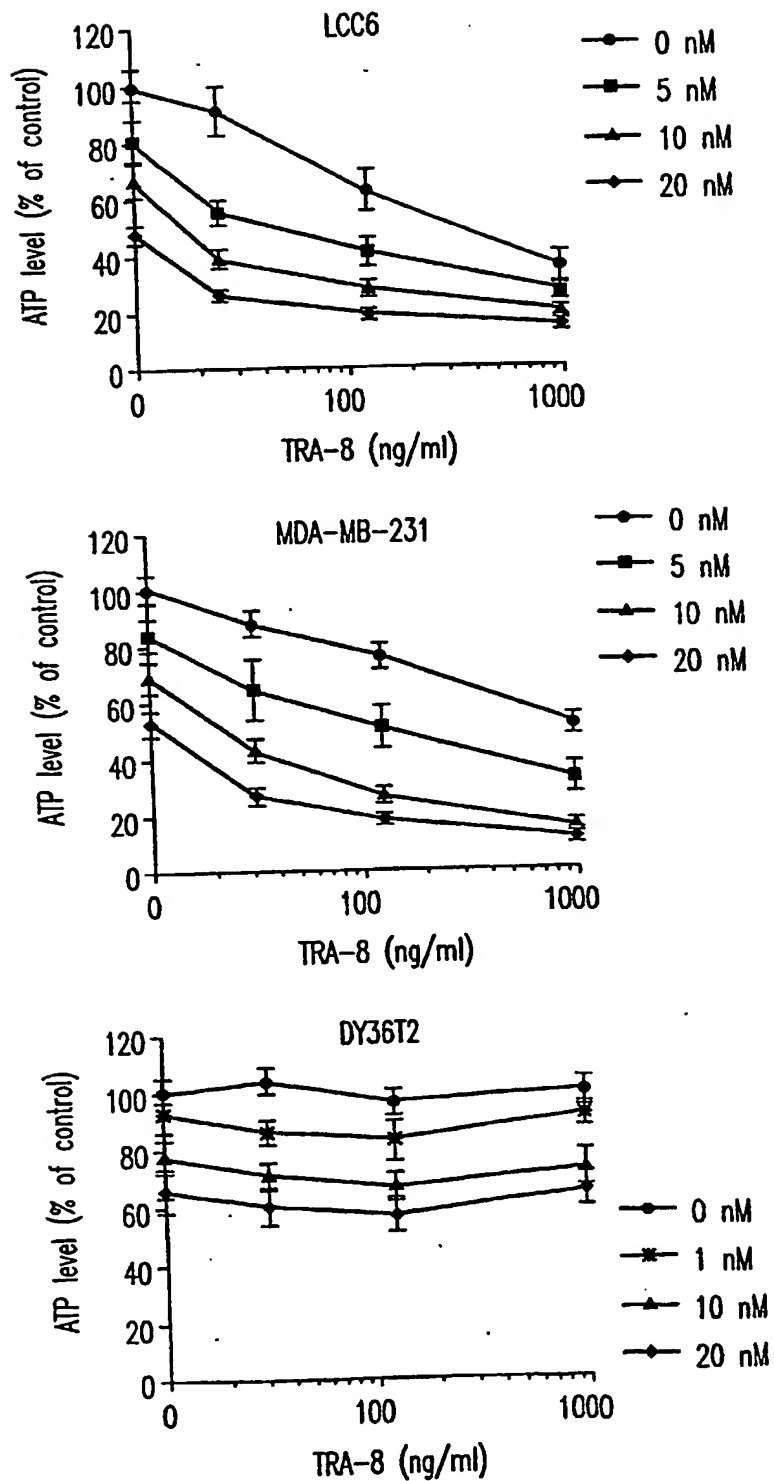 LCC6
120
100
80
60
40
20
0
ATP level (% of control)
0 100 1000
TRA-8 (ng/ml)
0 nM
5 nM
10 nM
20 nM
MDA-MB-231
120
100
80
60
40
20
0
ATP level (% of control)
0 100 1000
TRA-8 (ng/ml)
0 nM
5 nM
10 nM
20 nM
DY36T2
120
100
80
60
40
20
0
ATP level (% of control)
0 100 1000
TRA-8 (ng/ml)
0 nM
1 nM
10 nM
20 nM